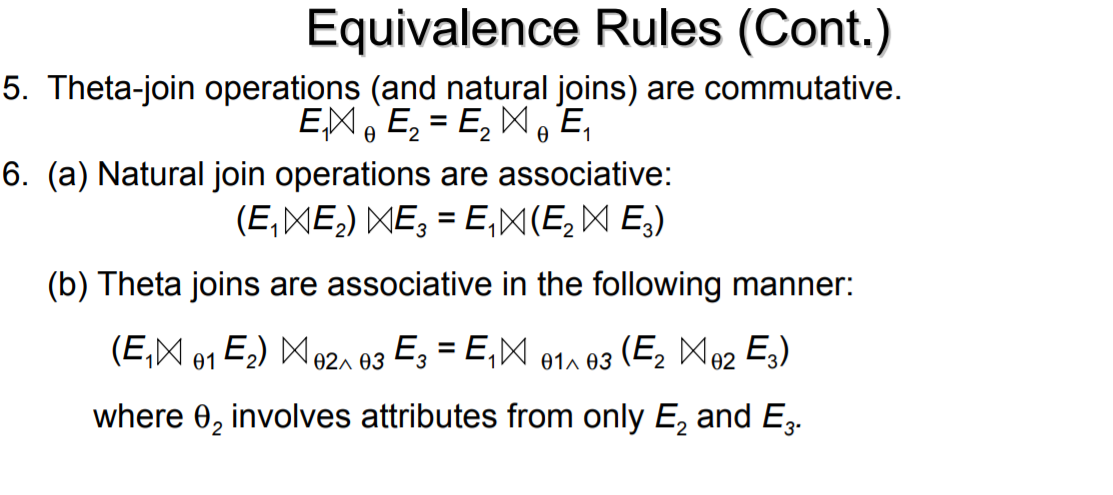 Equivalence Rules (Cont.)
5. Theta-join operations (and natural joins) are commutative.
E₁⋈ θ E₂ = E₂ ⋈ θ E₁
6. (a) Natural join operations are associative:
(E₁⋈E₂) ⋈E₃ = E₁⋈(E₂ ⋈ E₃)
(b) Theta joins are associative in the following manner:
(E₁⋈ θ1 E₂) ⋈ θ2∧ θ3 E₃ = E₁⋈ θ1∧ θ3 (E₂ ⋈ θ2 E₃)
where θ₂ involves attributes from only E₂ and E₃.